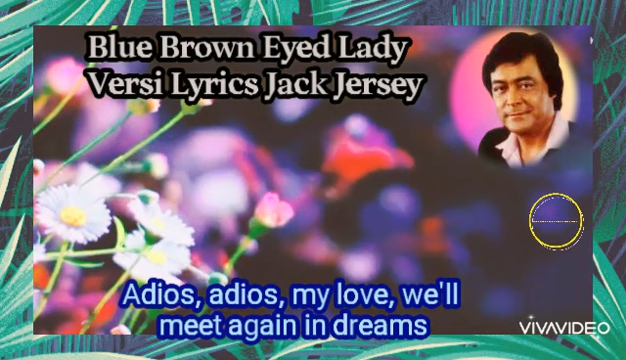 Blue Brown Eyed Lady
Versi Lyrics Jack Jersey
Adios, adios, my love, we'll
meet again in dreams
VIVAVIDEO